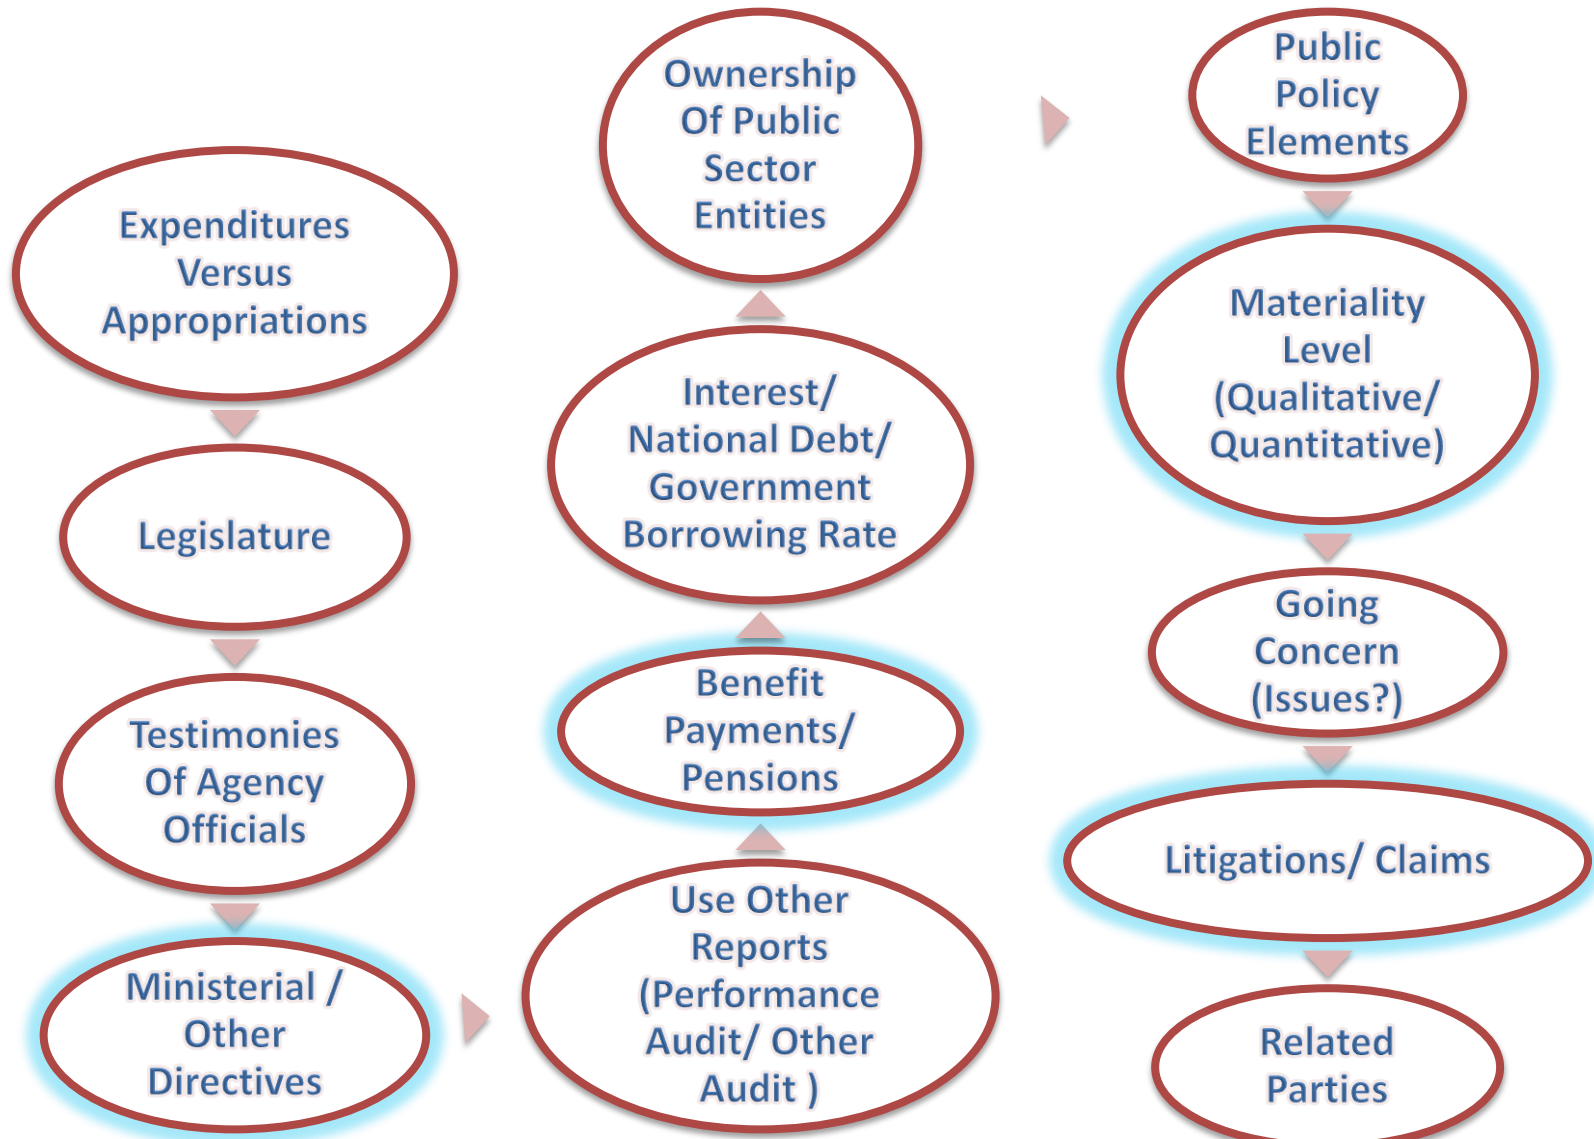 Expenditures
Versus
Appropriations
Legislature
Testimonies
Of Agency
Officials
Ministerial /
Other
Directives
Use Other
Reports
(Performance
Audit/ Other
Audit )
Benefit
Payments/
Pensions
Interest/
National Debt/
Government
Borrowing Rate
Ownership
Of Public
Sector
Entities
Public
Policy
Elements
Materiality
Level
(Qualitative/
Quantitative)
Going
Concern
(Issues?)
Litigations/ Claims
Related
Parties